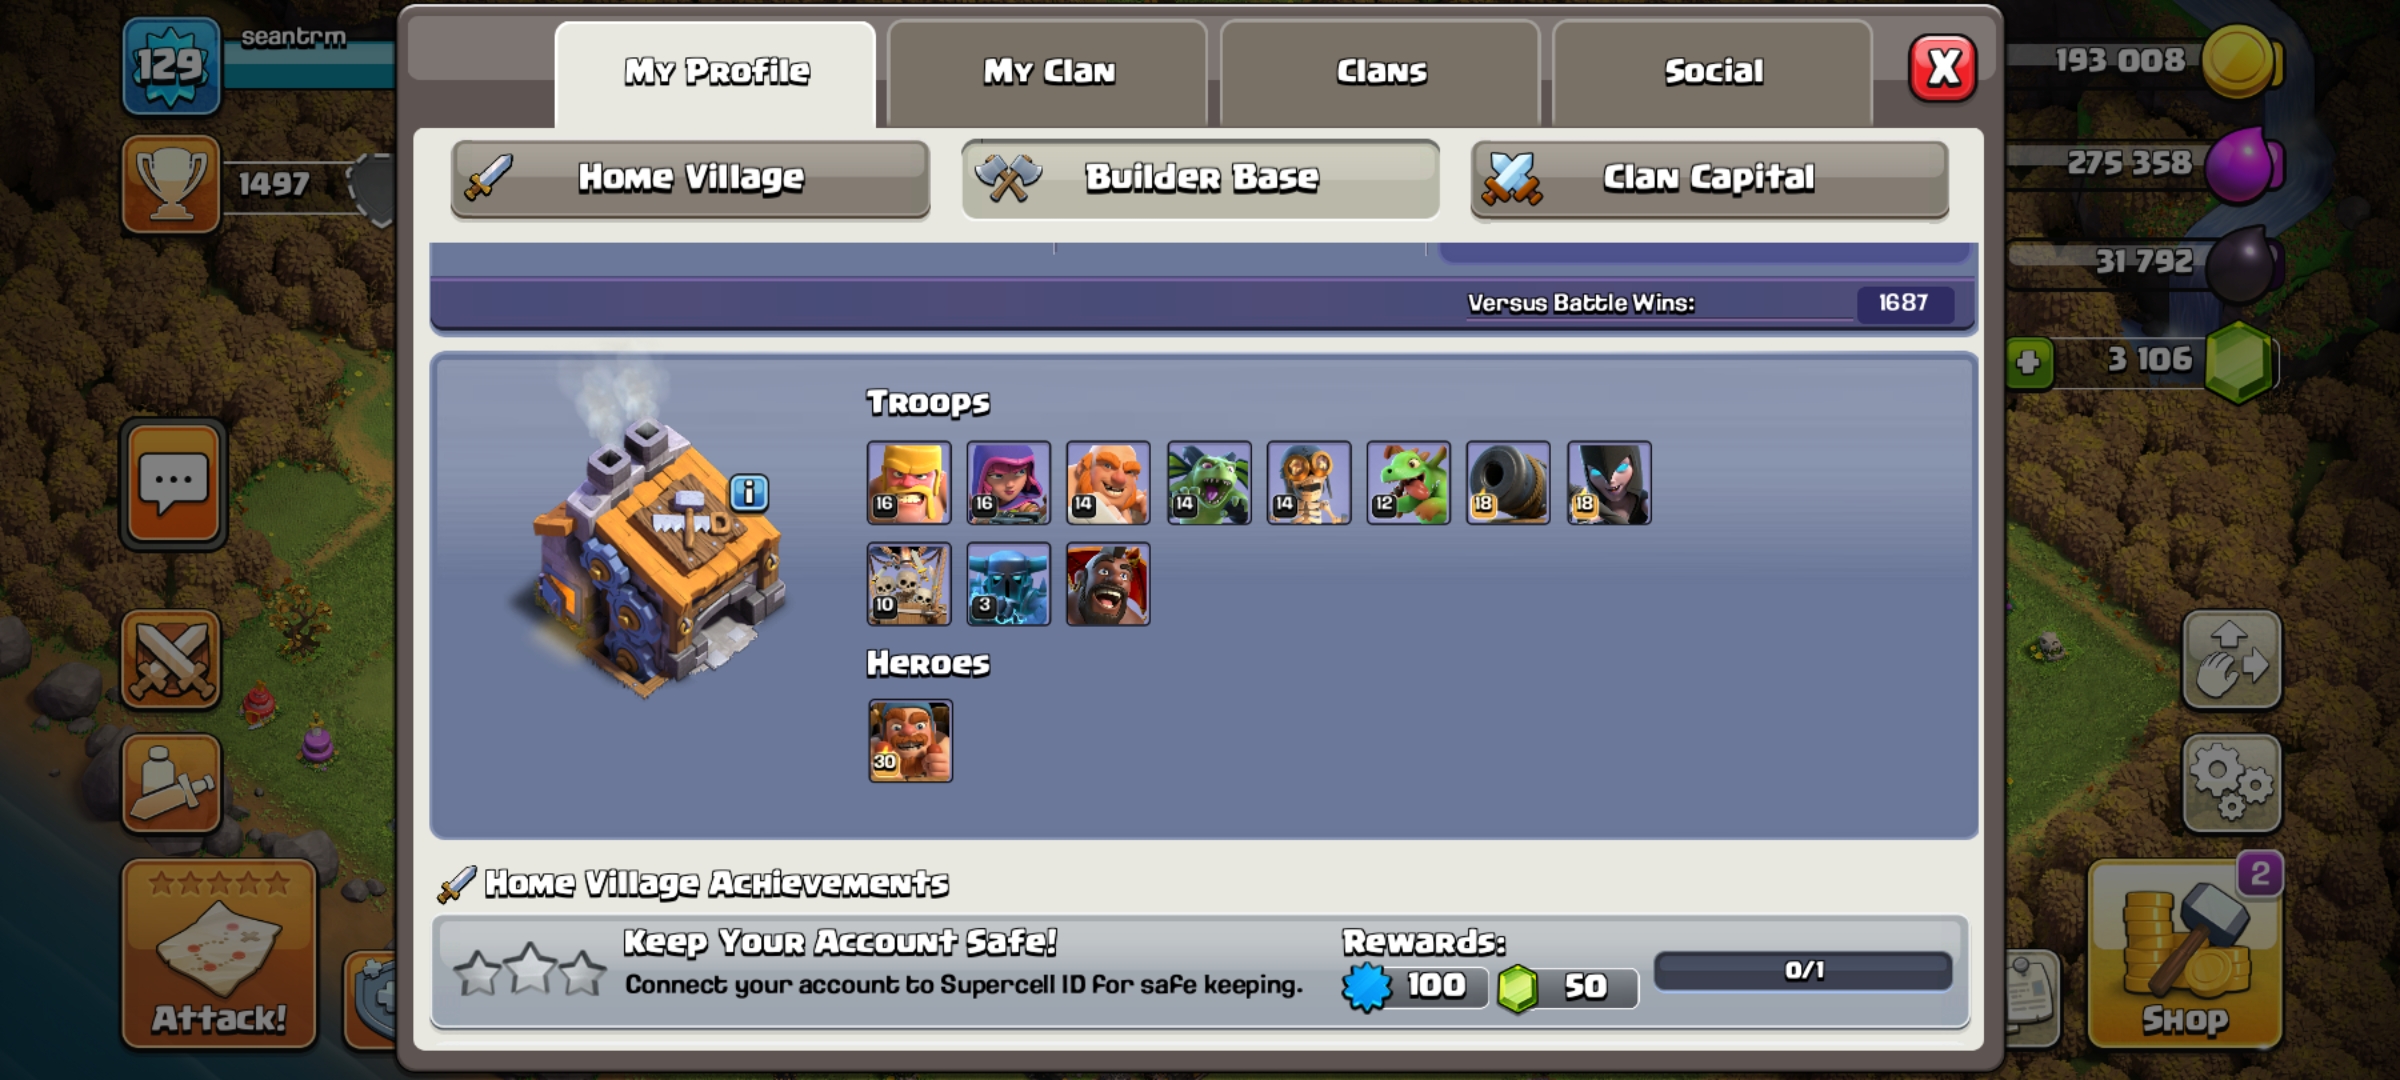 129
seantrm
My Profile
My Clan
Clans
Social
X
193 008
1497
Home Village
Builder Base
Clan Capital
275 358
31 792
Versus Battle Wins:
1687
3 106
Troops
16
16
14
14
14
12
18
18
10
3
Heroes
30
Home Village Achievements
Keep Your Account Safe!
Connect your account to Supercell ID for safe keeping.
Rewards:
100
50
0/1
Attack!
2
Shop